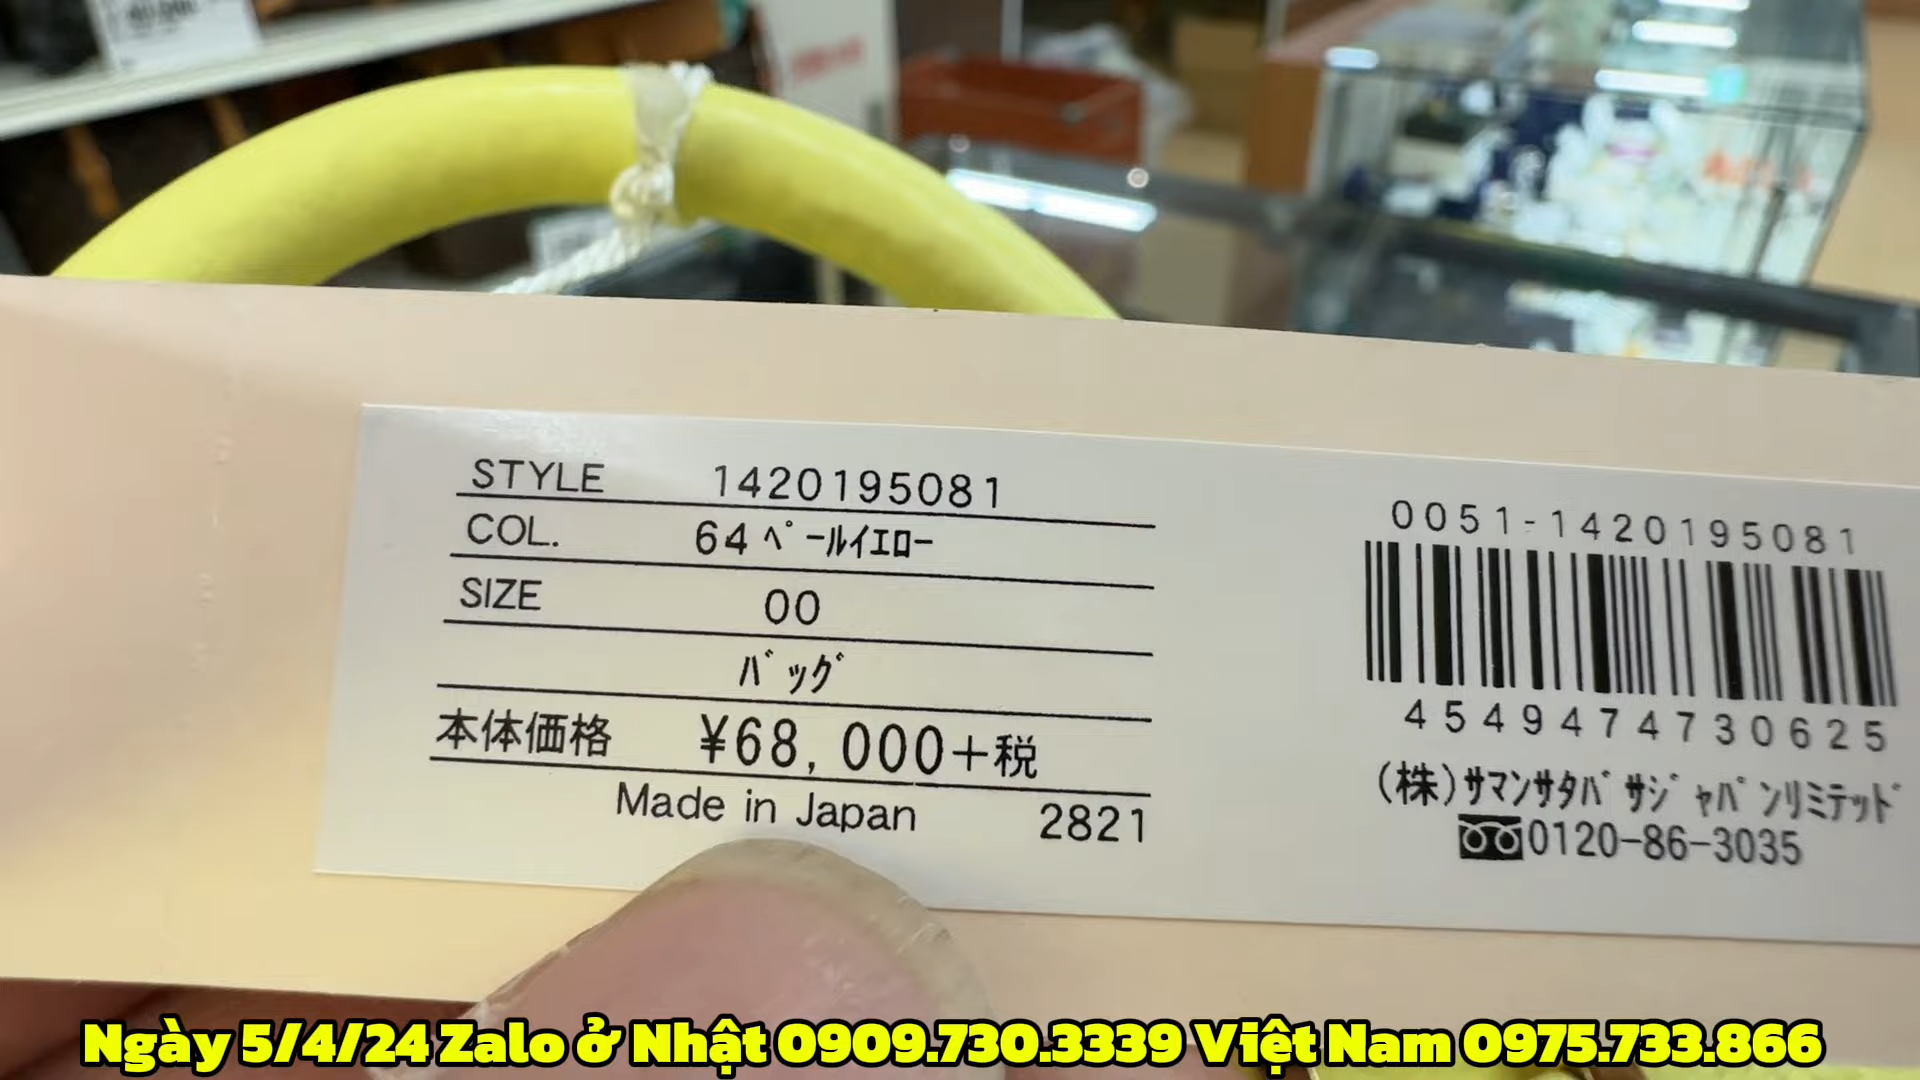 STYLE 1420195081
COL. 64 ﾍﾟｰﾙｲｴﾛｰ
SIZE 00
ﾊﾞｯｸﾞ
本体価格 ¥68,000+税
Made in Japan 2821
0051-1420195081
4549474730625
(株)ｻﾏﾝｻﾀﾊﾞｻｼﾞｬﾊﾟﾝﾘﾐﾃｯﾄﾞ
0120-86-3035
Ngày 5/4/24 Zalo ở Nhật 0909.730.3339 Việt Nam 0975.733.866